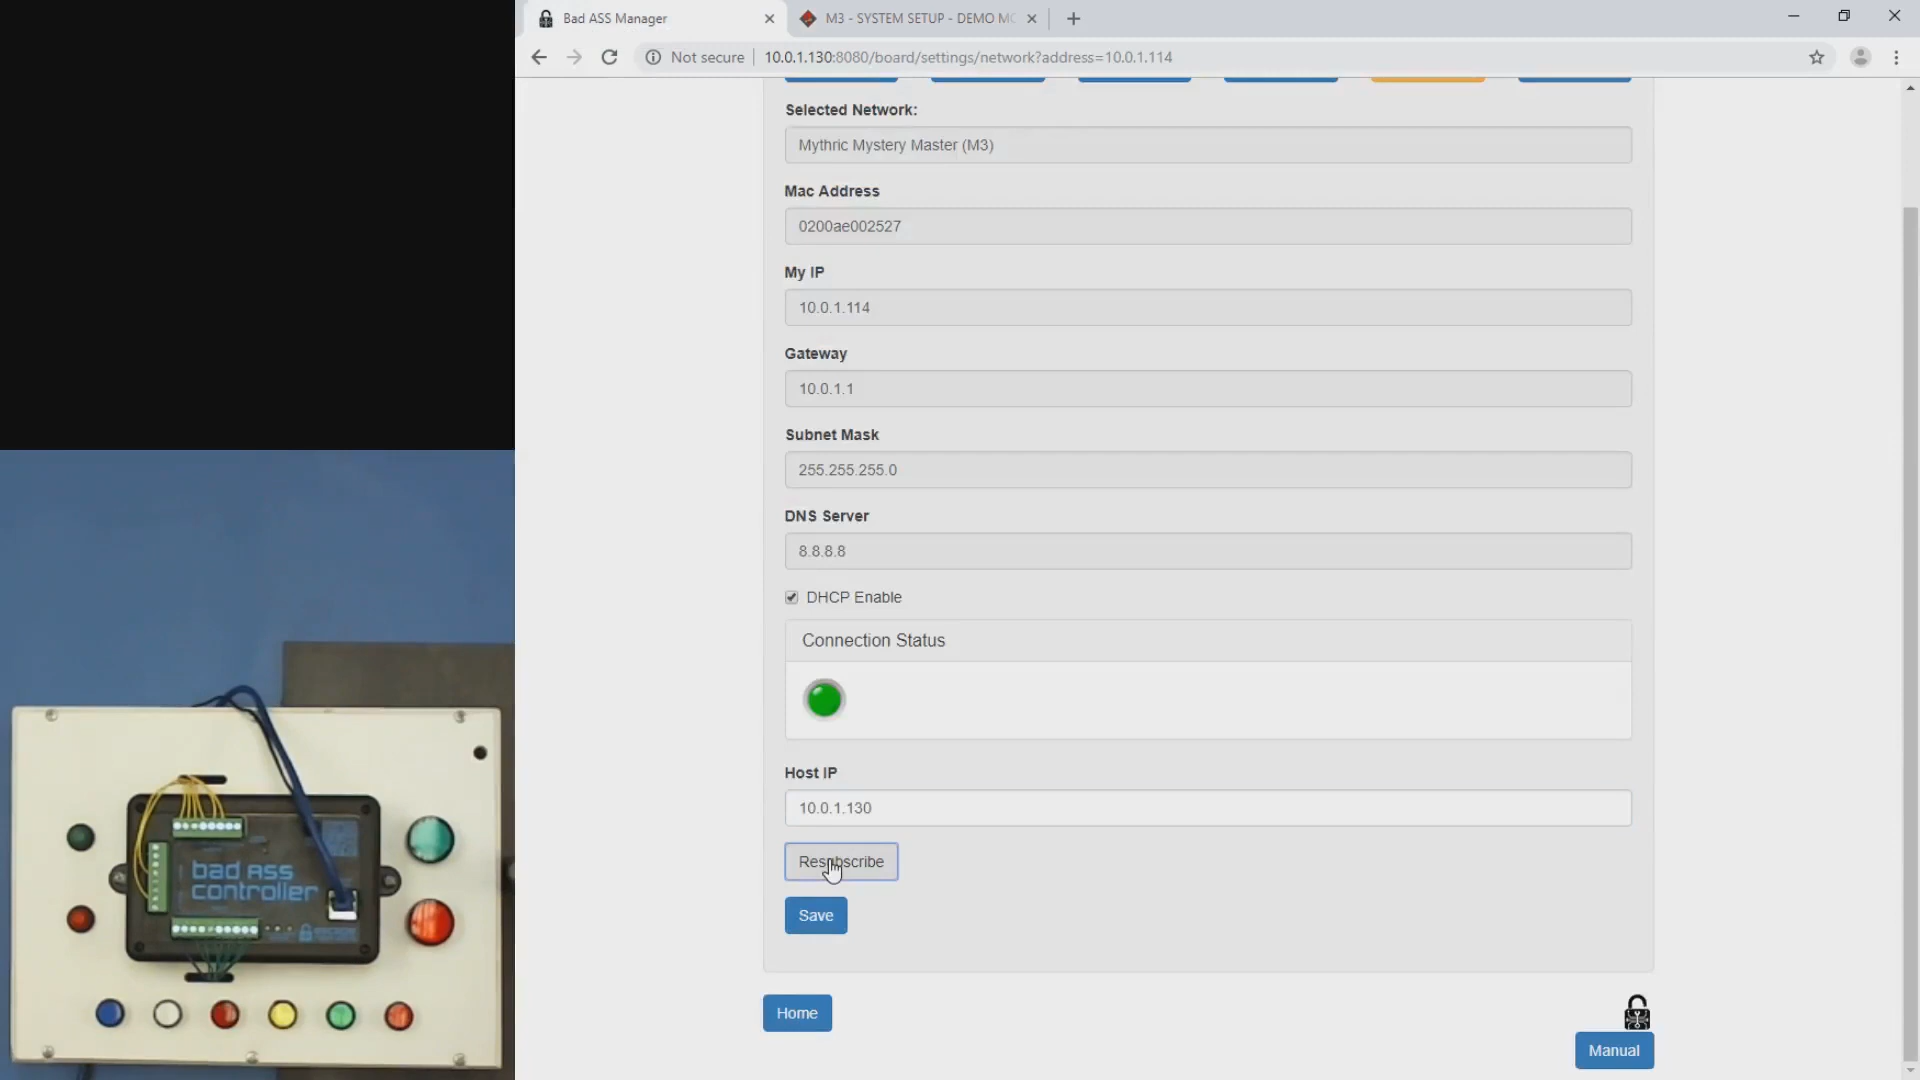 Bad ASS Manager
M3 - SYSTEM SETUP - DEMO MO
Not secure
10.0.1.130:8080/board/settings/network?address=10.0.1.114
Selected Network:
Mythric Mystery Master (M3)
Mac Address
0200ae002527
My IP
10.0.1.114
Gateway
10.0.1.1
Subnet Mask
255.255.255.0
DNS Server
8.8.8.8
DHCP Enable
Connection Status
Host IP
10.0.1.130
Resubscribe
Save
Home
Manual
bad ASS
controller